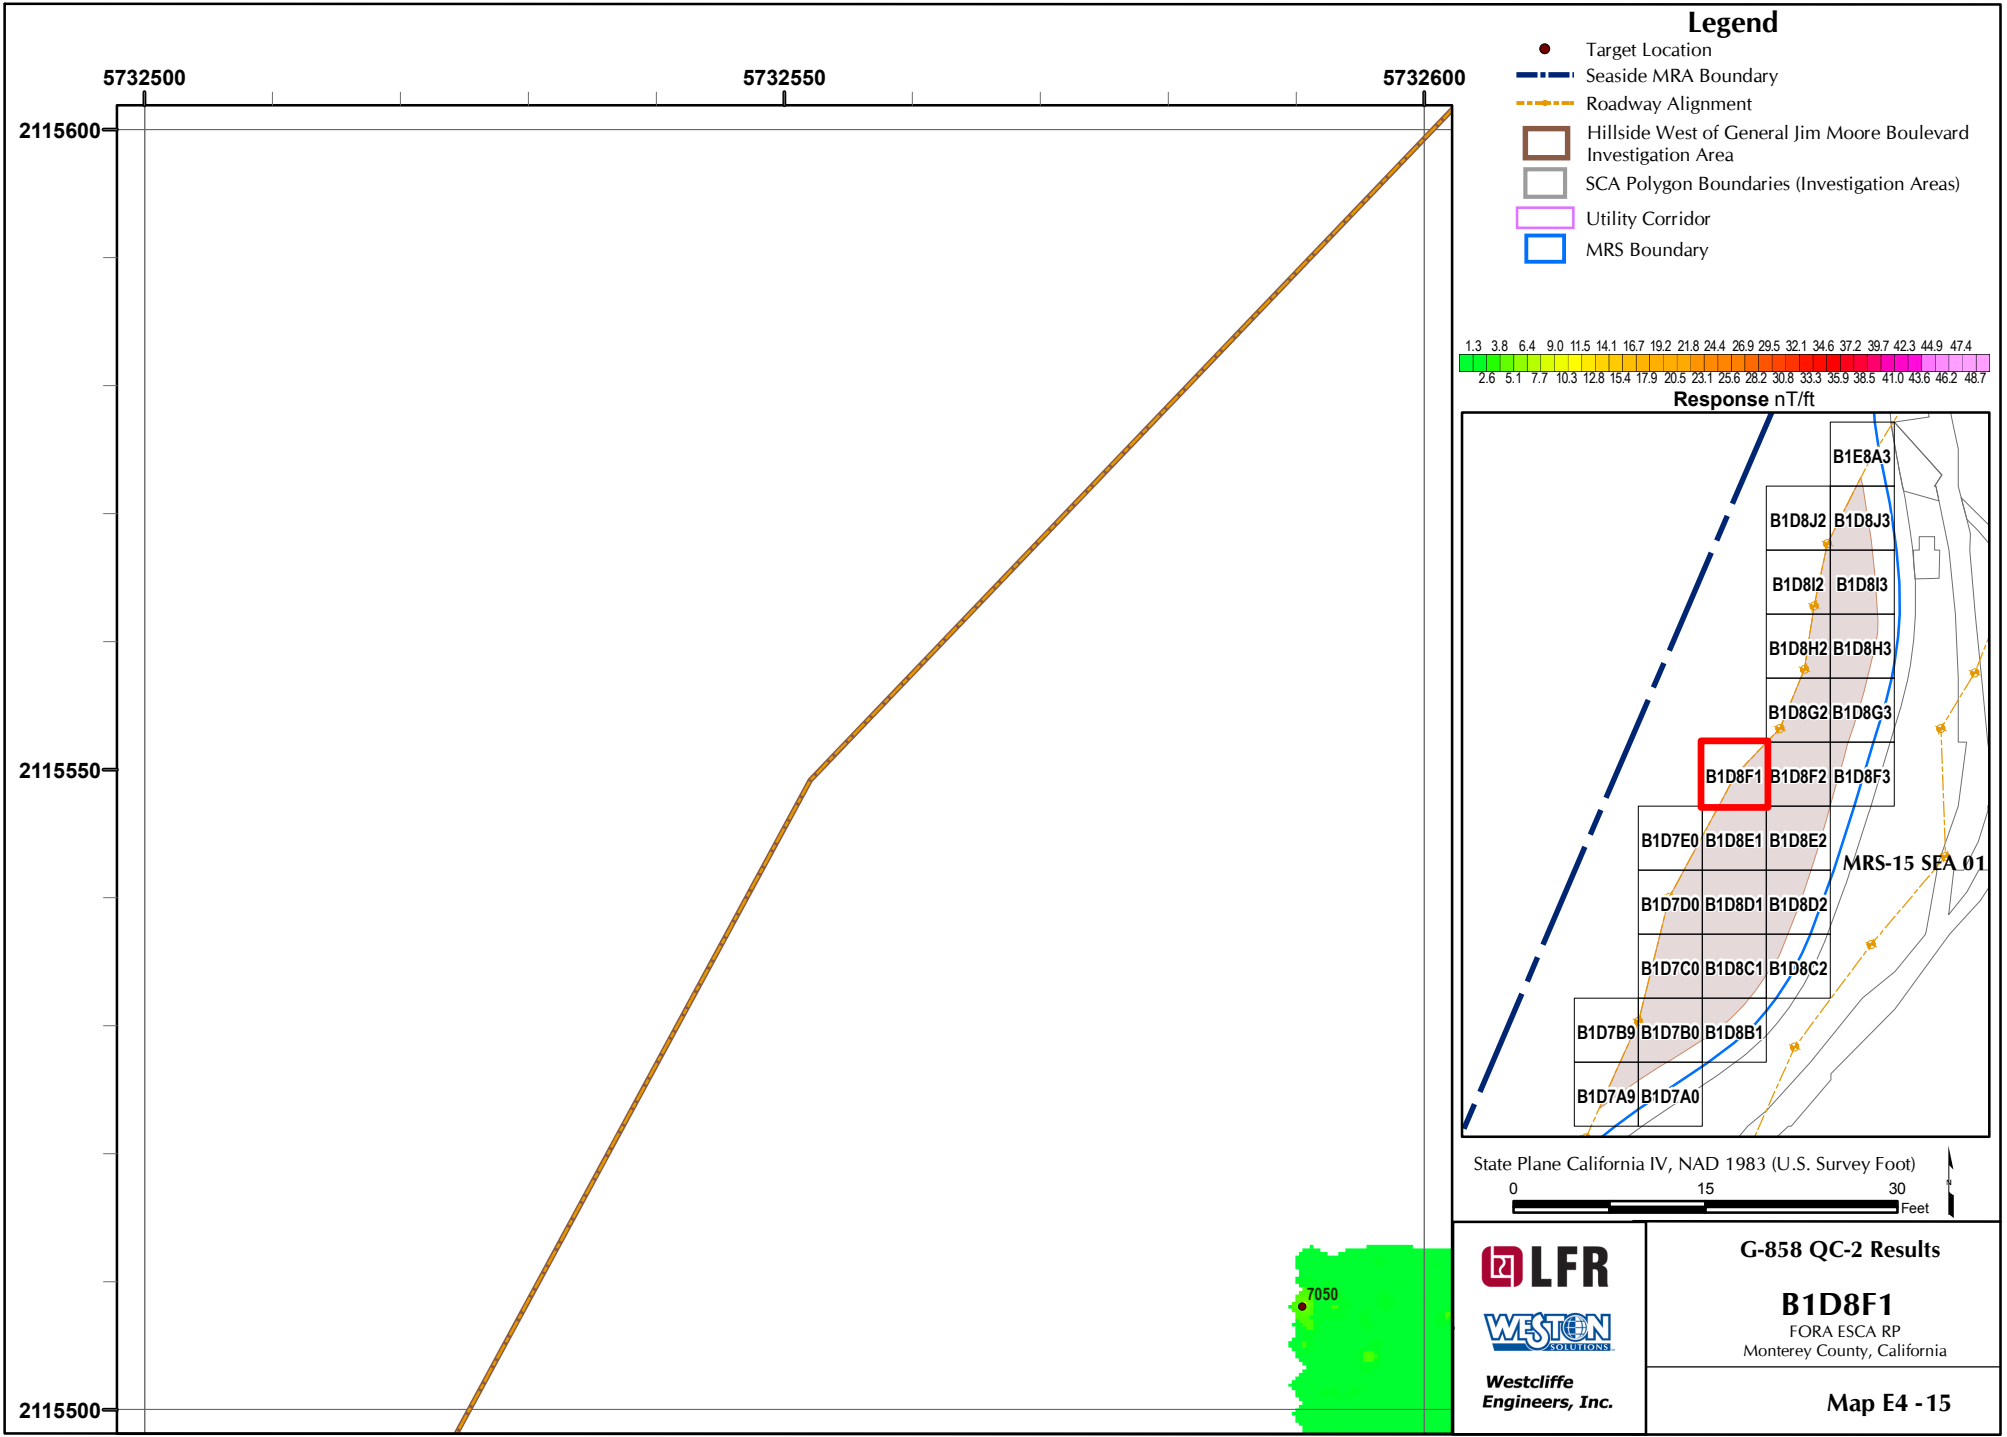 5732500
5732550
5732600
2115600
2115550
2115500
7050
Legend
Target Location
Seaside MRA Boundary
Roadway Alignment
Hillside West of General Jim Moore Boulevard
Investigation Area
SCA Polygon Boundaries (Investigation Areas)
Utility Corridor
MRS Boundary
1.3 3.8 6.4 9.0 11.5 14.1 16.7 19.2 21.8 24.4 26.9 29.5 32.1 34.6 37.2 39.7 42.3 44.9 47.4
2.6 5.1 7.7 10.3 12.8 15.4 17.9 20.5 23.1 25.6 28.2 30.8 33.3 35.9 38.5 41.0 43.6 46.2 48.7
Response nT/ft
B1E8A3
B1D8J2 B1D8J3
B1D8I2 B1D8I3
B1D8H2 B1D8H3
B1D8G2 B1D8G3
B1D8F1 B1D8F2 B1D8F3
B1D7E0 B1D8E1 B1D8E2
MRS-15 SEA 01
B1D7D0 B1D8D1 B1D8D2
B1D7C0 B1D8C1 B1D8C2
B1D7B9 B1D7B0 B1D8B1
B1D7A9 B1D7A0
State Plane California IV, NAD 1983 (U.S. Survey Foot)
0 15 30
Feet
N
LFR
WESTON
SOLUTIONS
Westcliffe
Engineers, Inc.
G-858 QC-2 Results
B1D8F1
FORA ESCA RP
Monterey County, California
Map E4 -15